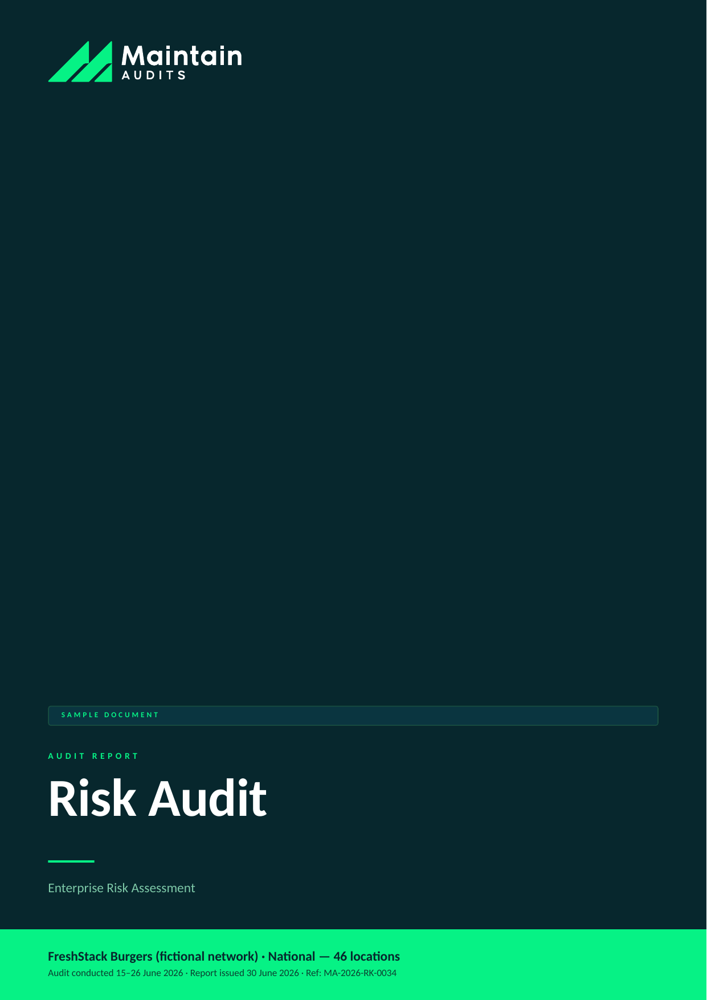 Maintain
AUDITS
SAMPLE DOCUMENT
AUDIT REPORT
Risk Audit
Enterprise Risk Assessment
FreshStack Burgers (fictional network) · National — 46 locations
Audit conducted 15–26 June 2026 · Report issued 30 June 2026 · Ref: MA-2026-RK-0034